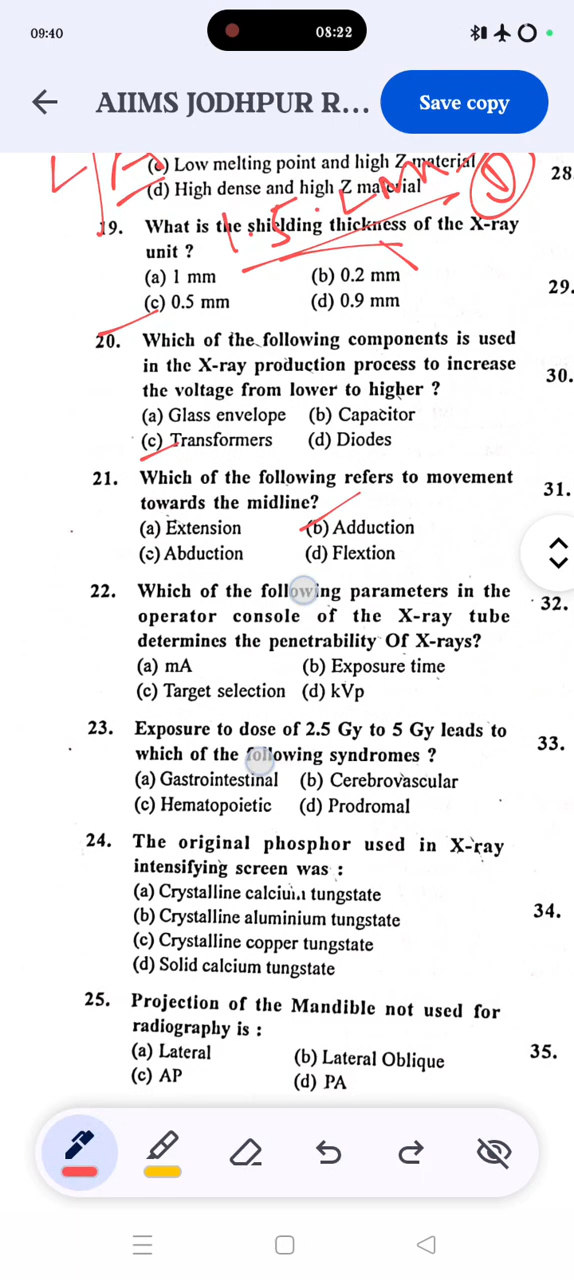 09:40
08:22
AIIMS JODHPUR R...
Save copy
(c) Low melting point and high Z material
(d) High dense and high Z material
28
1.5
19. What is the shielding thickness of the X-ray
unit ?
(a) 1 mm (b) 0.2 mm
(c) 0.5 mm (d) 0.9 mm
29.
20. Which of the following components is used
in the X-ray production process to increase
the voltage from lower to higher ?
(a) Glass envelope (b) Capacitor
(c) Transformers (d) Diodes
30.
21. Which of the following refers to movement
towards the midline?
(a) Extension (b) Adduction
(c) Abduction (d) Flextion
31.
22. Which of the following parameters in the
operator console of the X-ray tube
determines the penetrability Of X-rays?
(a) mA (b) Exposure time
(c) Target selection (d) kVp
32.
23. Exposure to dose of 2.5 Gy to 5 Gy leads to
which of the following syndromes ?
(a) Gastrointestinal (b) Cerebrovascular
(c) Hematopoietic (d) Prodromal
33.
24. The original phosphor used in X-ray
intensifying screen was :
(a) Crystalline calcium tungstate
(b) Crystalline aluminium tungstate
(c) Crystalline copper tungstate
(d) Solid calcium tungstate
34.
25. Projection of the Mandible not used for
radiography is :
(a) Lateral (b) Lateral Oblique
(c) AP (d) PA
35.